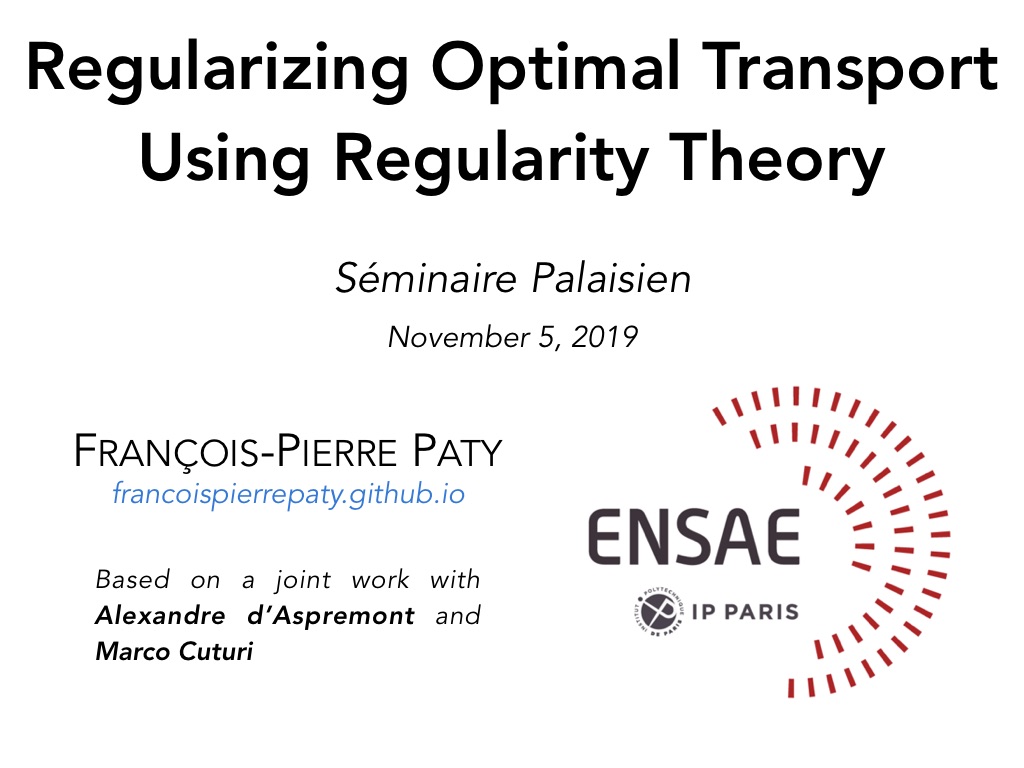 Regularizing Optimal Transport
Using Regularity Theory
Séminaire Palaisien
November 5, 2019
FRANÇOIS-PIERRE PATY
francoispierrepaty.github.io
Based on a joint work with
Alexandre d’Aspremont and
Marco Cuturi
ENSAE
INSTITUT POLYTECHNIQUE DE PARIS
IP PARIS